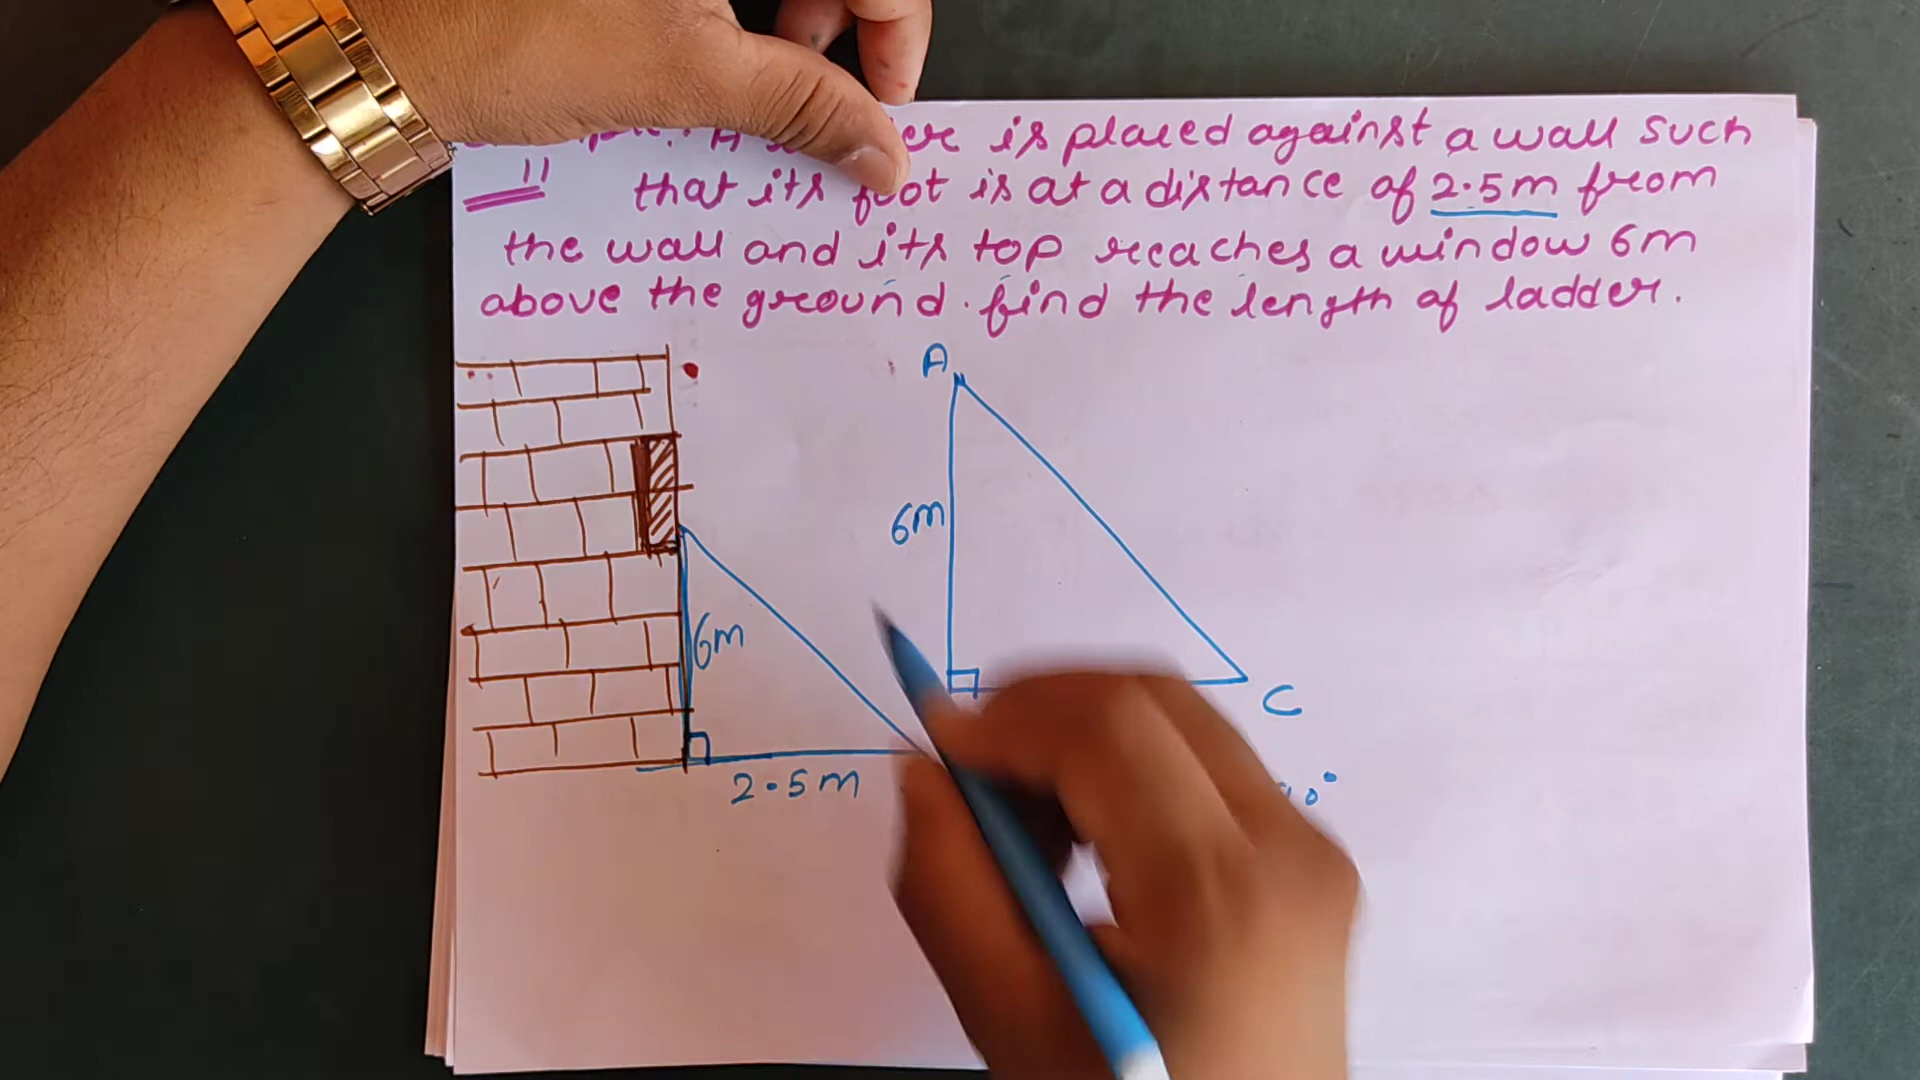 is placed against a wall such
11 that its foot is at a distance of 2.5m from
the wall and its top reaches a window 6m
above the ground. find the length of ladder.
A
6m
C
6m
2.5m